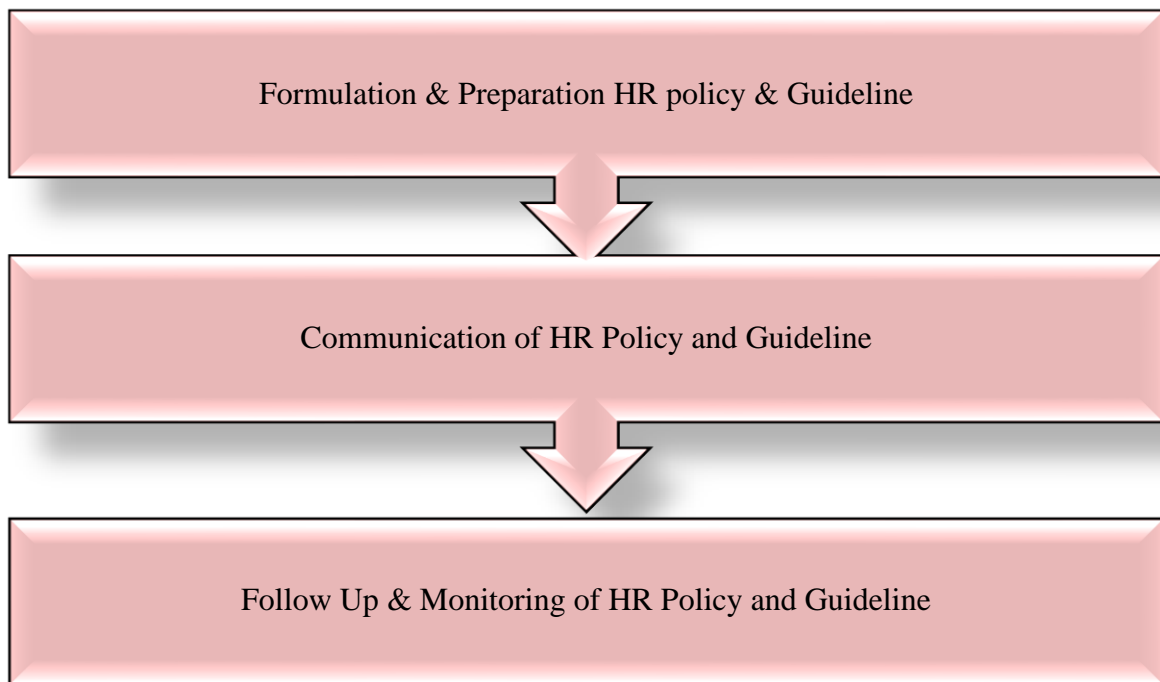 Formulation & Preparation HR policy & Guideline
Communication of HR Policy and Guideline
Follow Up & Monitoring of HR Policy and Guideline